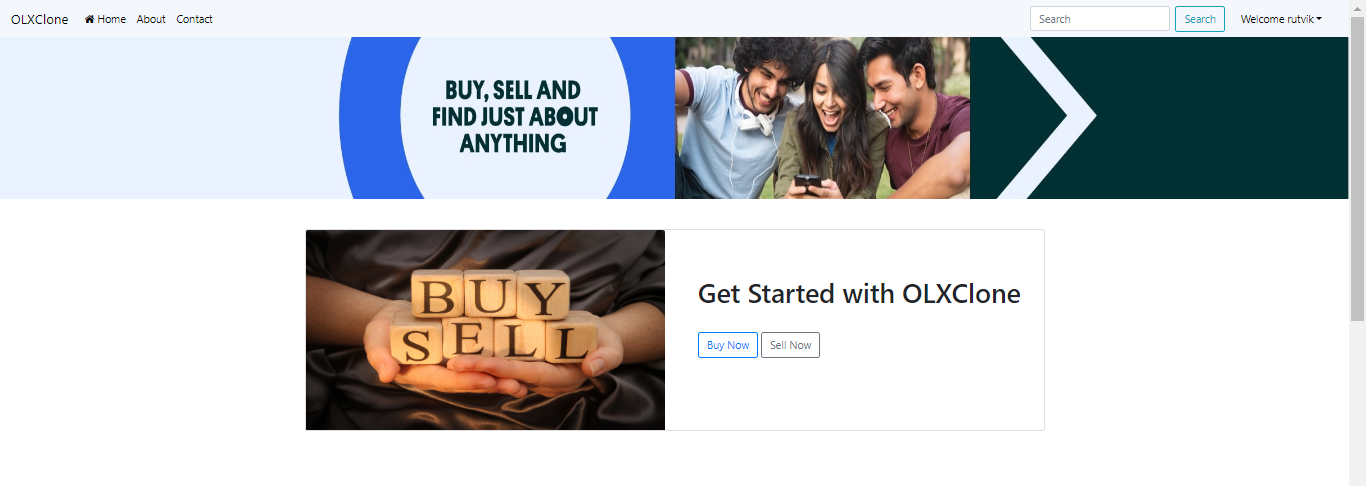 OLXClone Home About Contact Search Search Welcome rutvik
BUY, SELL AND
FIND JUST ABOUT
ANYTHING
BUY
SELL
Get Started with OLXClone
Buy Now Sell Now